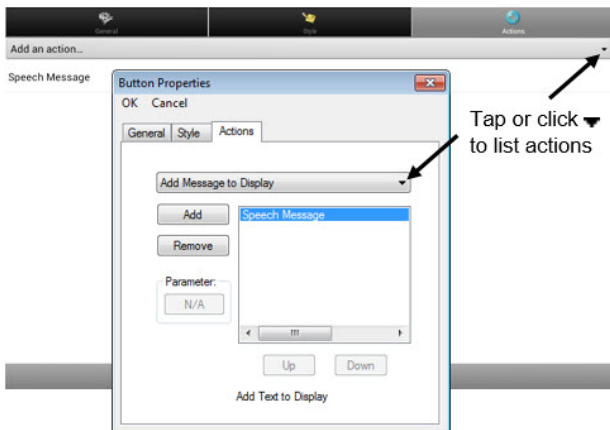 General
Style
Actions
Add an action...
Speech Message
Button Properties
OK Cancel
General Style Actions
Tap or click
to list actions
Add Message to Display
Add
Speech Message
Remove
Parameter:
N/A
Up Down
Add Text to Display